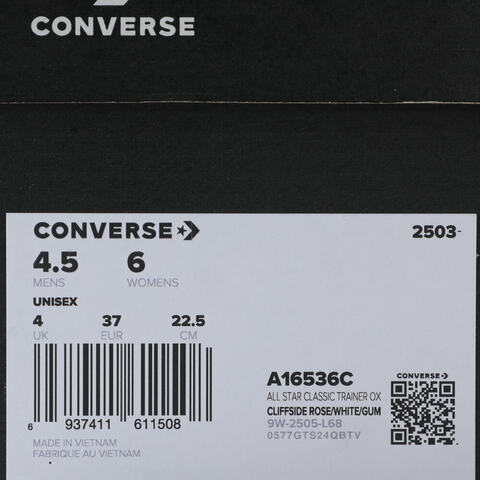 CONVERSE
CONVERSE 2503-
4.5 6
MENS WOMENS
UNISEX
4 37 22.5
UK EUR CM
A16536C CONVERSE
ALL STAR CLASSIC TRAINER OX
CLIFFSIDE ROSE/WHITE/GUM
9W-2505-L68
0577GTS24QBTV
6 937411 611508
MADE IN VIETNAM
FABRIQUE AU VIETNAM